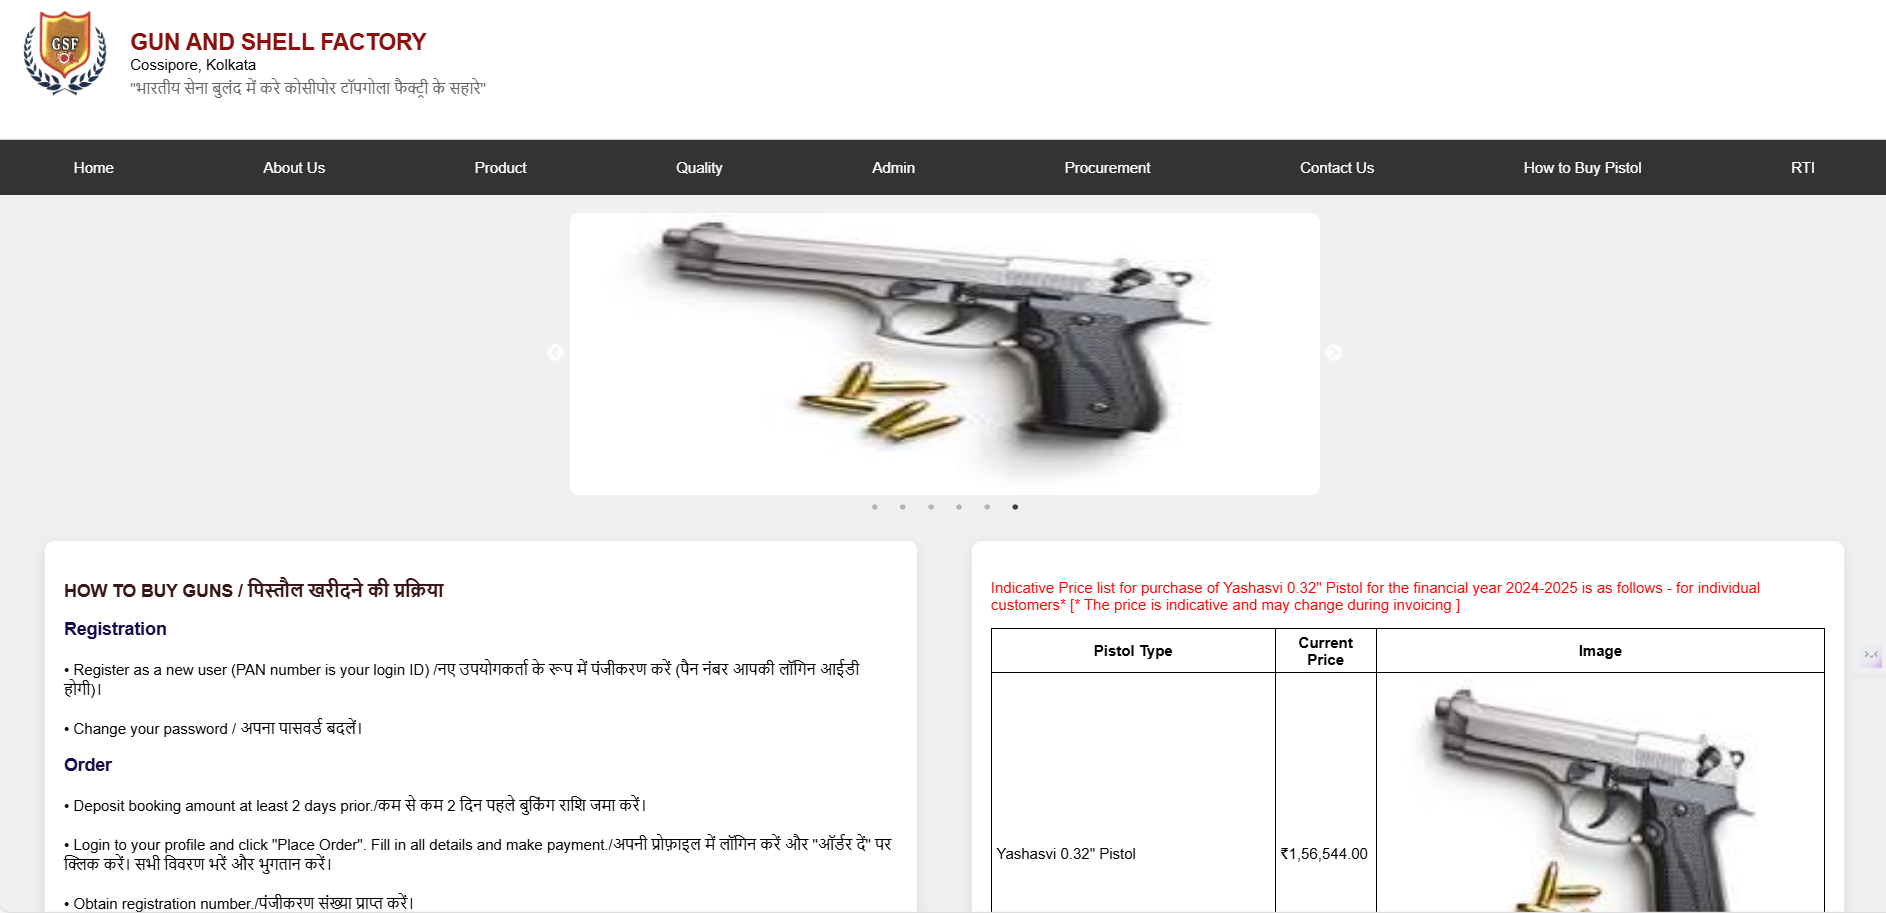 GSF
GUN AND SHELL FACTORY
Cossipore, Kolkata
"भारतीय सेना बुलंद में करे कोसीपोर टॉपगोला फैक्ट्री के सहारे"
Home About Us Product Quality Admin Procurement Contact Us How to Buy Pistol RTI
HOW TO BUY GUNS / पिस्तौल खरीदने की प्रक्रिया
Registration
• Register as a new user (PAN number is your login ID) /नए उपयोगकर्ता के रूप में पंजीकरण करें (पैन नंबर आपकी लॉगिन आईडी
होगी)।
• Change your password / अपना पासवर्ड बदलें।
Order
• Deposit booking amount at least 2 days prior./कम से कम 2 दिन पहले बुकिंग राशि जमा करें।
• Login to your profile and click "Place Order". Fill in all details and make payment./अपनी प्रोफ़ाइल में लॉगिन करें और "ऑर्डर दें" पर
क्लिक करें। सभी विवरण भरें और भुगतान करें।
• Obtain registration number./पंजीकरण संख्या प्राप्त करें।
Indicative Price list for purchase of Yashasvi 0.32" Pistol for the financial year 2024-2025 is as follows - for individual
customers* [* The price is indicative and may change during invoicing ]
Pistol Type Current Price Image
Yashasvi 0.32" Pistol ₹1,56,544.00